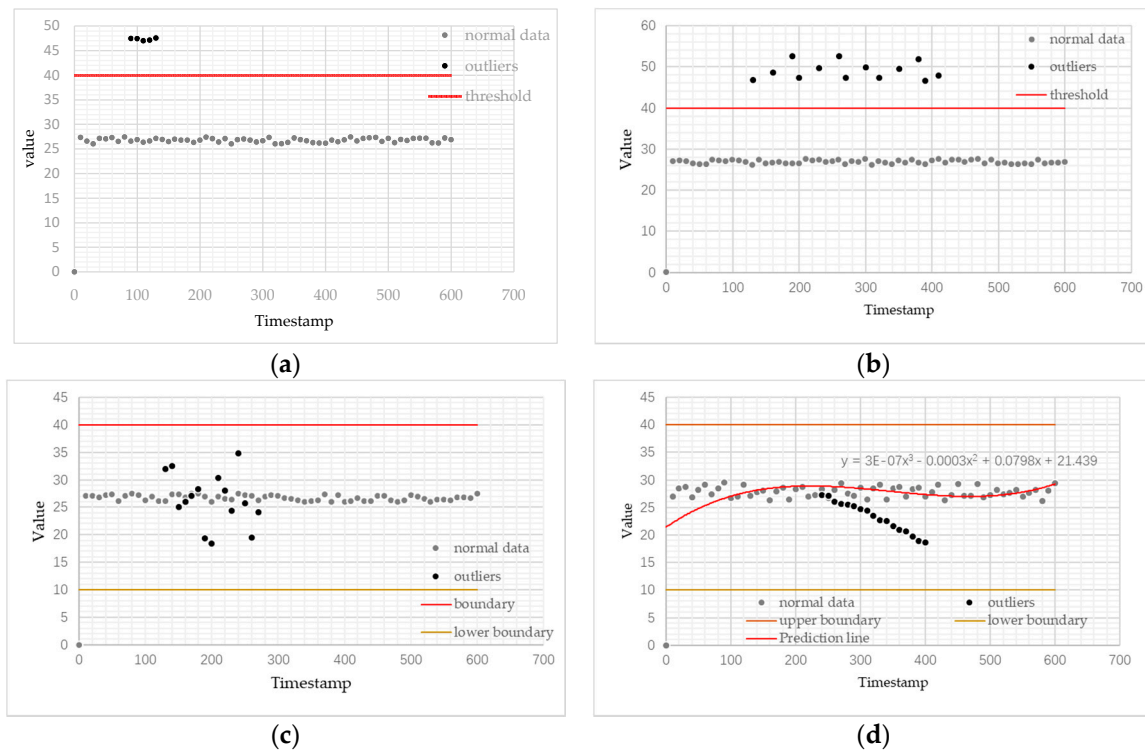 50
45
40
35
30
25
20
15
10
5
0
value
0 100 200 300 400 500 600 700
Timestamp
normal data
outliers
threshold
(a)
60
50
40
30
20
10
0
Value
0 100 200 300 400 500 600 700
Timestamp
normal data
outliers
threshold
(b)
45
40
35
30
25
20
15
10
5
0
Value
0 100 200 300 400 500 600 700
Timestamp
normal data
outliers
boundary
lower boundary
(c)
45
40
35
30
25
20
15
10
5
0
Value
y = 3E-07x³ - 0.0003x² + 0.0798x + 21.439
normal data outliers
upper boundary lower boundary
Prediction line
0 100 200 300 400 500 600 700
Timestamp
(d)